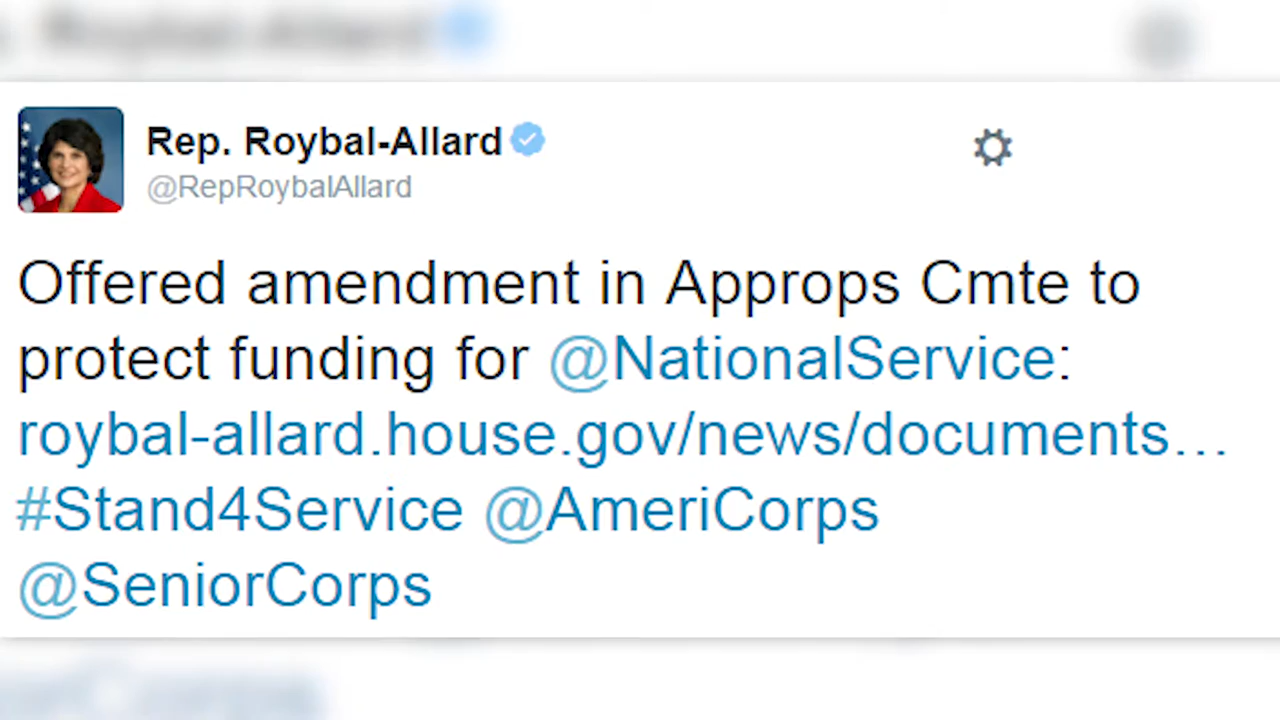 Rep. Roybal-Allard
@RepRoybalAllard
Offered amendment in Approps Cmte to
protect funding for @NationalService:
roybal-allard.house.gov/news/documents...
#Stand4Service @AmeriCorps
@SeniorCorps